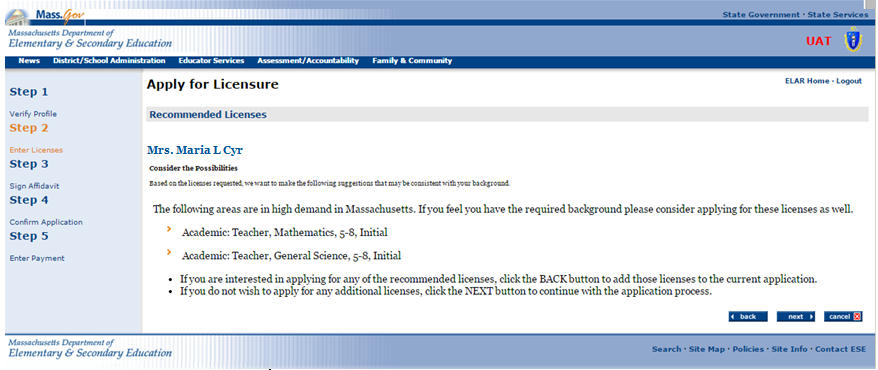 Mass.Gov
State Government · State Services
Massachusetts Department of
Elementary & Secondary Education
UAT
News District/School Administration Educator Services Assessment/Accountability Family & Community
Apply for Licensure
ELAR Home · Logout
Step 1
Verify Profile
Step 2
Enter Licenses
Step 3
Sign Affidavit
Step 4
Confirm Application
Step 5
Enter Payment
Recommended Licenses
Mrs. Maria L Cyr
Consider the Possibilities
Based on the licenses requested, we want to make the following suggestions that may be consistent with your background.
The following areas are in high demand in Massachusetts. If you feel you have the required background please consider applying for these licenses as well.
Academic: Teacher, Mathematics, 5-8, Initial
Academic: Teacher, General Science, 5-8, Initial
• If you are interested in applying for any of the recommended licenses, click the BACK button to add those licenses to the current application.
• If you do not wish to apply for any additional licenses, click the NEXT button to continue with the application process.
back next cancel
Massachusetts Department of
Elementary & Secondary Education
Search · Site Map · Policies · Site Info · Contact ESE